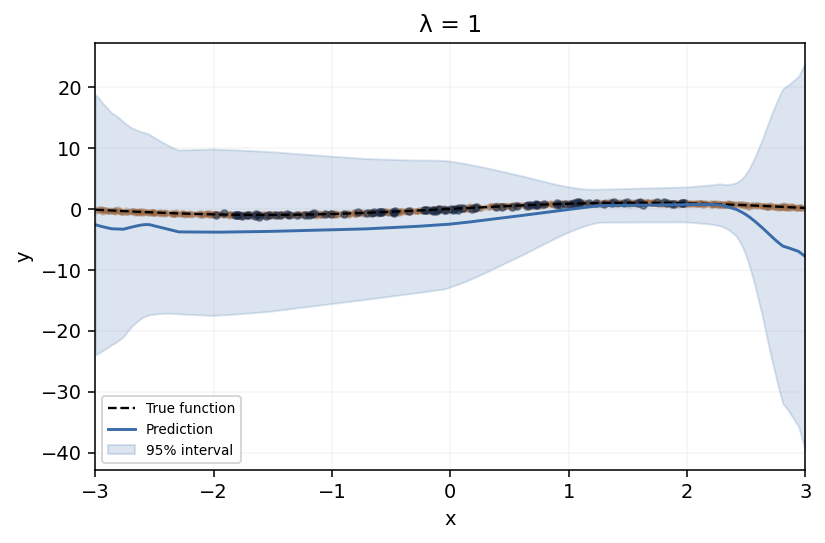 λ = 1
y
20
10
0
−10
−20
−30
−40
True function
Prediction
95% interval
−3
−2
−1
0
1
2
3
x